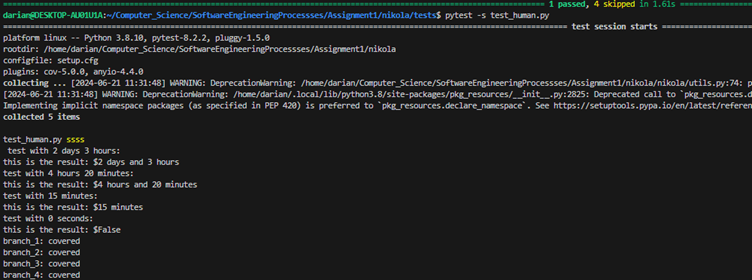 1 passed, 4 skipped in 1.61s
darian@DESKTOP-AU01U1A:~/Computer_Science/SoftwareEngineeringProcessses/Assignment1/nikola/tests$ pytest -s test_human.py
test session starts
platform linux -- Python 3.8.10, pytest-8.2.2, pluggy-1.5.0
rootdir: /home/darian/Computer_Science/SoftwareEngineeringProcessses/Assignment1/nikola
configfile: setup.cfg
plugins: cov-5.0.0, anyio-4.4.0
collecting ... [2024-06-21 11:31:48] WARNING: DeprecationWarning: /home/darian/Computer_Science/SoftwareEngineeringProcessses/Assignment1/nikola/nikola/utils.py:74: p
[2024-06-21 11:31:48] WARNING: DeprecationWarning: /home/darian/.local/lib/python3.8/site-packages/pkg_resources/__init__.py:2825: Deprecated call to `pkg_resources.d
Implementing implicit namespace packages (as specified in PEP 420) is preferred to `pkg_resources.declare_namespace`. See https://setuptools.pypa.io/en/latest/referen
collected 5 items
test_human.py ssss
test with 2 days 3 hours:
this is the result: $2 days and 3 hours
test with 4 hours 20 minutes:
this is the result: $4 hours and 20 minutes
test with 15 minutes:
this is the result: $15 minutes
test with 0 seconds:
this is the result: $False
branch_1: covered
branch_2: covered
branch_3: covered
branch_4: covered